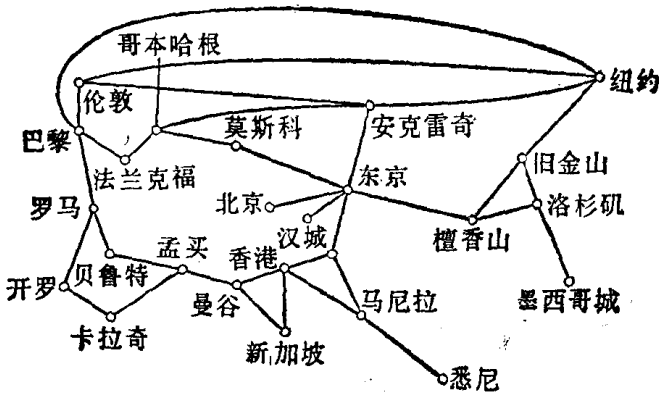 哥本哈根
纽约
伦敦
安克雷奇
巴黎
莫斯科
旧金山
法兰克福
东京
北京
洛杉矶
罗马
汉城
檀香山
孟买
香港
贝鲁特
开罗
曼谷
马尼拉
墨西哥城
卡拉奇
新加坡
悉尼